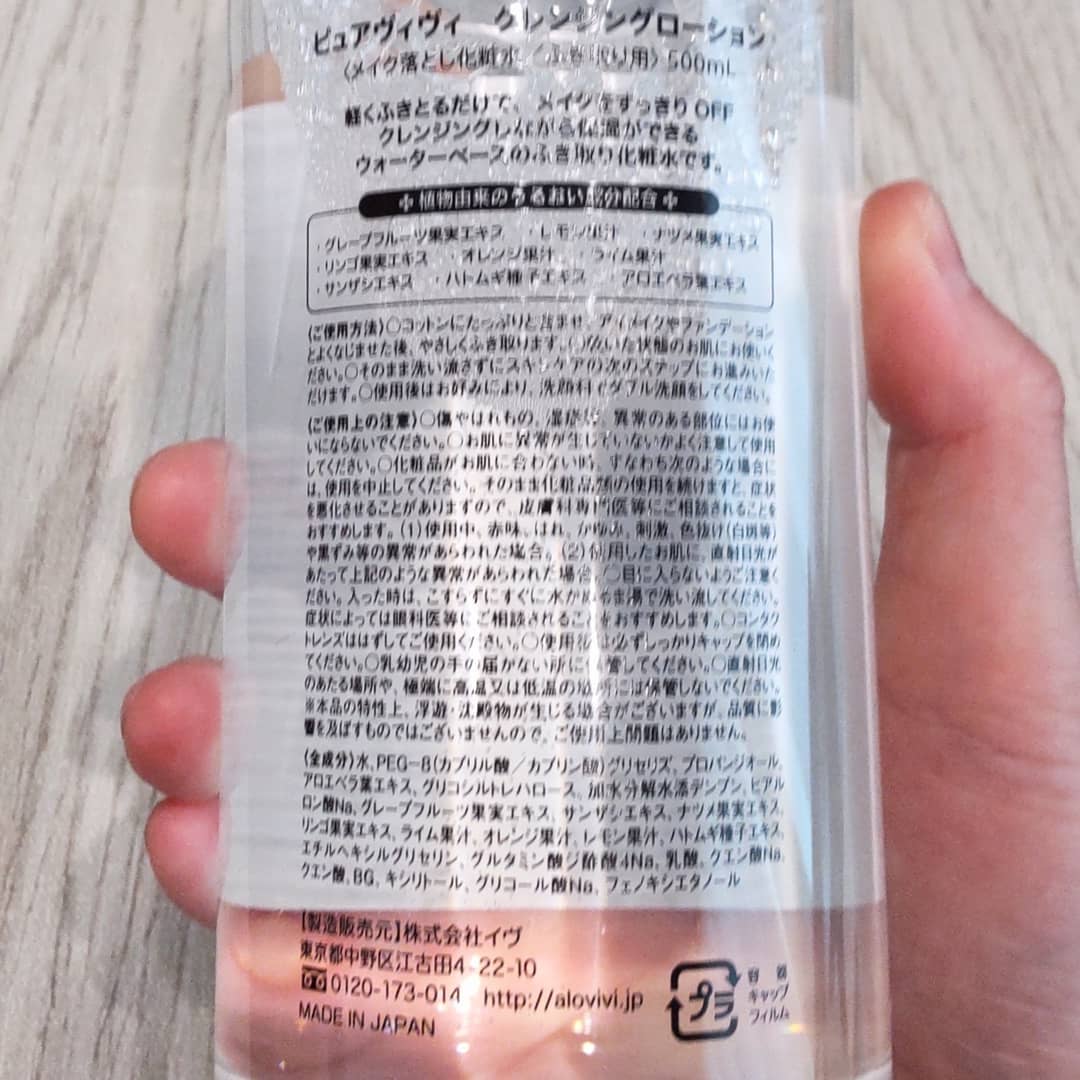 ピュアヴィヴィ クレンジングローション
〈メイク落とし化粧水／ふき取り用〉500mL
軽くふきとるだけで、メイクをすっきりOFF
クレンジングしながら保湿ができる
ウォーターベースのふき取り化粧水です。
植物由来のうるおい成分配合
・グレープフルーツ果実エキス ・レモン果汁 ・ナツメ果実エキス
・リンゴ果実エキス ・オレンジ果汁 ・ライム果汁
・サンザシエキス ・ハトムギ種子エキス アロエベラ葉エキス
〈ご使用方法〉○コットンにたっぷりと含ませ、アイメイクやファンデーション
とよくなじませた後、やさしくふき取ります。○乾いた状態のお肌にお使いく
ださい。○そのまま洗い流さずにスキンケアの次のステップにお進みいた
だけます。○使用後はお好みにより、洗顔料でダブル洗顔をしてください。
〈ご使用上の注意〉○傷やはれもの、湿疹等、異常のある部位にはお使
いにならないでください。○お肌に異常が生じていないかよく注意して使用
してください。○化粧品がお肌に合わない時、すなわち次のような場合に
は、使用を中止してください。そのまま化粧品類の使用を続けますと、症状
を悪化させることがありますので、皮膚科専門医等にご相談されることを
おすすめします。(1)使用中、赤味、はれ、かゆみ、刺激、色抜け(白斑等)
や黒ずみ等の異常があらわれた場合。(2)使用したお肌に、直射日光が
あたって上記のような異常があらわれた場合 ○目に入らないようご注意く
ださい。入った時は、こすらずにすぐに水かぬるま湯で洗い流してください。
症状によっては眼科医等にご相談されることをおすすめします。○コンタク
トレンズははずしてご使用ください。○使用後は必ずしっかりキャップを閉め
てください。○乳幼児の手の届かない所に保管してください。○直射日光
のあたる場所や、極端に高温又は低温の場所には保管しないでください。
※本品の特性上、浮遊・沈殿物が生じる場合がございますが、品質に影
響を及ぼすものではございませんので、ご使用上問題はありません。
〈全成分〉水、PEG-8(カプリル酸／カプリン酸)グリセリズ、プロパンジオール、
アロエベラ葉エキス、グリコシルトレハロース、加水分解水添デンプン、ヒアル
ロン酸Na、グレープフルーツ果実エキス、サンザシエキス、ナツメ果実エキス、
リンゴ果実エキス、ライム果汁、オレンジ果汁、レモン果汁、ハトムギ種子エキス、
エチルヘキシルグリセリン、グルタミン酸ジ酢酸4Na、乳酸、クエン酸Na、
クエン酸、BG、キシリトール、グリコール酸Na、フェノキシエタノール
【製造販売元】株式会社イヴ
東京都中野区江古田4-22-10
0120-173-014 http://alovivi.jp
MADE IN JAPAN
プラ
容器
キャップ
フィルム